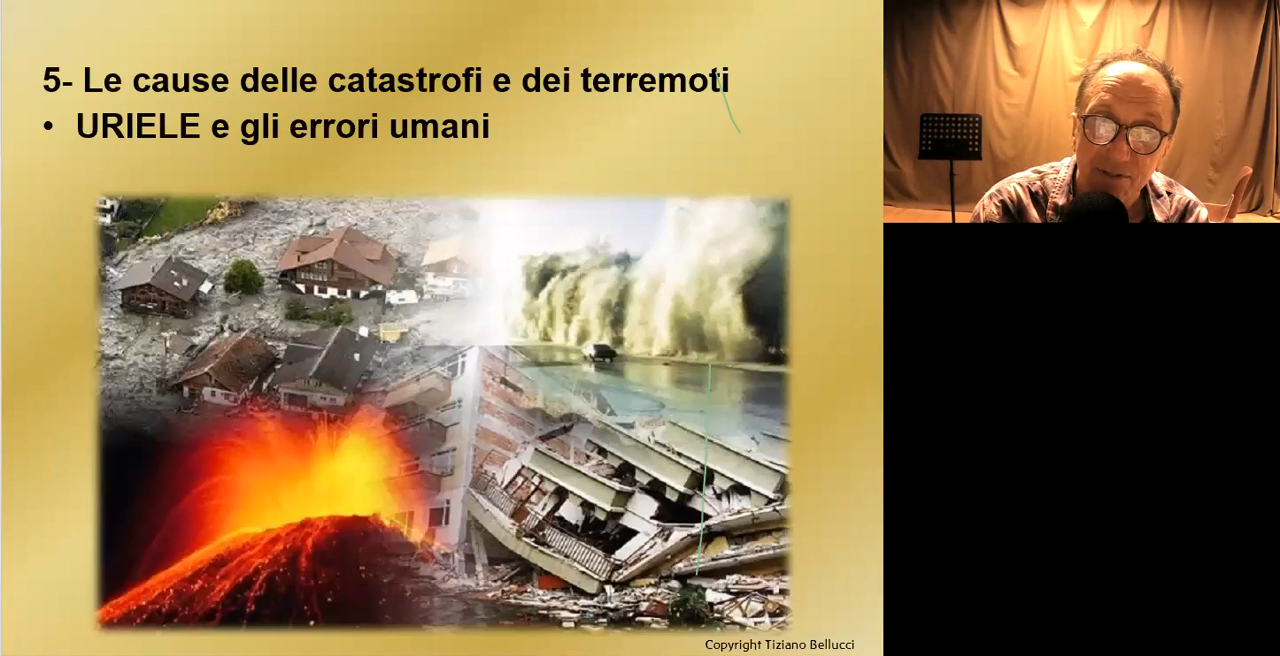 5- Le cause delle catastrofi e dei terremoti
• URIELE e gli errori umani
Copyright Tiziano Bellucci